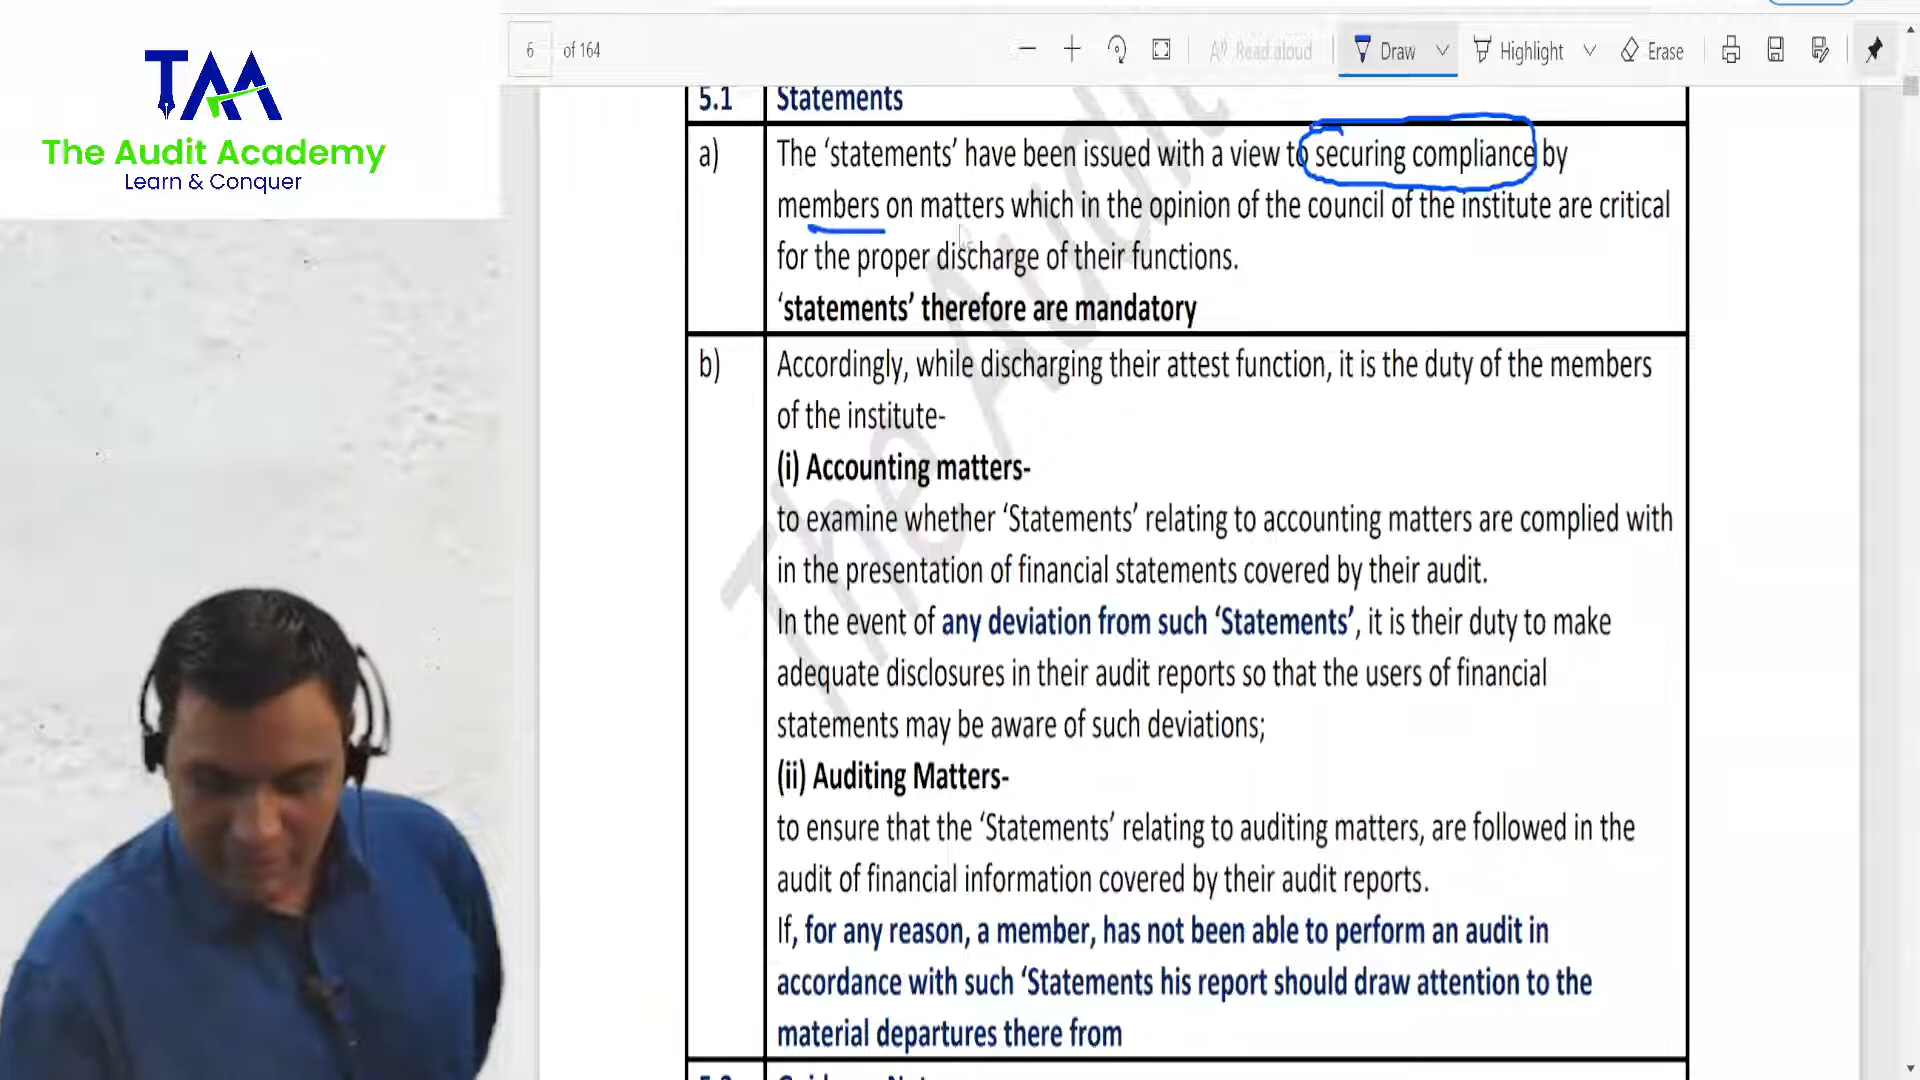 TAA
The Audit Academy
Learn & Conquer
6 of 164
Read aloud
Draw
Highlight
Erase
5.1 Statements
a) The ‘statements’ have been issued with a view to securing compliance by
members on matters which in the opinion of the council of the institute are critical
for the proper discharge of their functions.
‘statements’ therefore are mandatory
b) Accordingly, while discharging their attest function, it is the duty of the members
of the institute-
(i) Accounting matters-
to examine whether ‘Statements’ relating to accounting matters are complied with
in the presentation of financial statements covered by their audit.
In the event of any deviation from such ‘Statements’, it is their duty to make
adequate disclosures in their audit reports so that the users of financial
statements may be aware of such deviations;
(ii) Auditing Matters-
to ensure that the ‘Statements’ relating to auditing matters, are followed in the
audit of financial information covered by their audit reports.
If, for any reason, a member, has not been able to perform an audit in
accordance with such ‘Statements his report should draw attention to the
material departures there from
The Audit